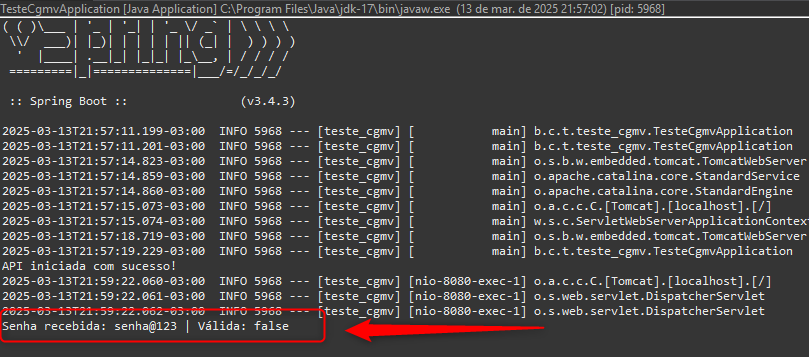 TesteCgmvApplication [Java Application] C:\Program Files\Java\jdk-17\bin\javaw.exe (13 de mar. de 2025 21:57:02) [pid: 5968]
( ( )\___ | '_ | '_| | '_ \/ _` | \ \ \ \
 \\/  ___)| |_)| | | | | || (_| |  ) ) ) )
  '  |____| .__|_| |_|_| |_\__, | / / / /
 =========|_|==============|___/=/_/_/_/
:: Spring Boot :: (v3.4.3)
2025-03-13T21:57:11.199-03:00 INFO 5968 --- [teste_cgmv] [ main] b.c.t.teste_cgmv.TesteCgmvApplication
2025-03-13T21:57:11.201-03:00 INFO 5968 --- [teste_cgmv] [ main] b.c.t.teste_cgmv.TesteCgmvApplication
2025-03-13T21:57:14.823-03:00 INFO 5968 --- [teste_cgmv] [ main] o.s.b.w.embedded.tomcat.TomcatWebServer
2025-03-13T21:57:14.859-03:00 INFO 5968 --- [teste_cgmv] [ main] o.apache.catalina.core.StandardService
2025-03-13T21:57:14.860-03:00 INFO 5968 --- [teste_cgmv] [ main] o.apache.catalina.core.StandardEngine
2025-03-13T21:57:15.073-03:00 INFO 5968 --- [teste_cgmv] [ main] o.a.c.c.C.[Tomcat].[localhost].[/]
2025-03-13T21:57:15.074-03:00 INFO 5968 --- [teste_cgmv] [ main] w.s.c.ServletWebServerApplicationContext
2025-03-13T21:57:18.719-03:00 INFO 5968 --- [teste_cgmv] [ main] o.s.b.w.embedded.tomcat.TomcatWebServer
2025-03-13T21:57:19.229-03:00 INFO 5968 --- [teste_cgmv] [ main] b.c.t.teste_cgmv.TesteCgmvApplication
API iniciada com sucesso!
2025-03-13T21:59:22.060-03:00 INFO 5968 --- [teste_cgmv] [nio-8080-exec-1] o.a.c.c.C.[Tomcat].[localhost].[/]
2025-03-13T21:59:22.061-03:00 INFO 5968 --- [teste_cgmv] [nio-8080-exec-1] o.s.web.servlet.DispatcherServlet
2025-03-13T21:59:22.062-03:00 INFO 5968 --- [teste_cgmv] [nio-8080-exec-1] o.s.web.servlet.DispatcherServlet
Senha recebida: senha@123 | Válida: false